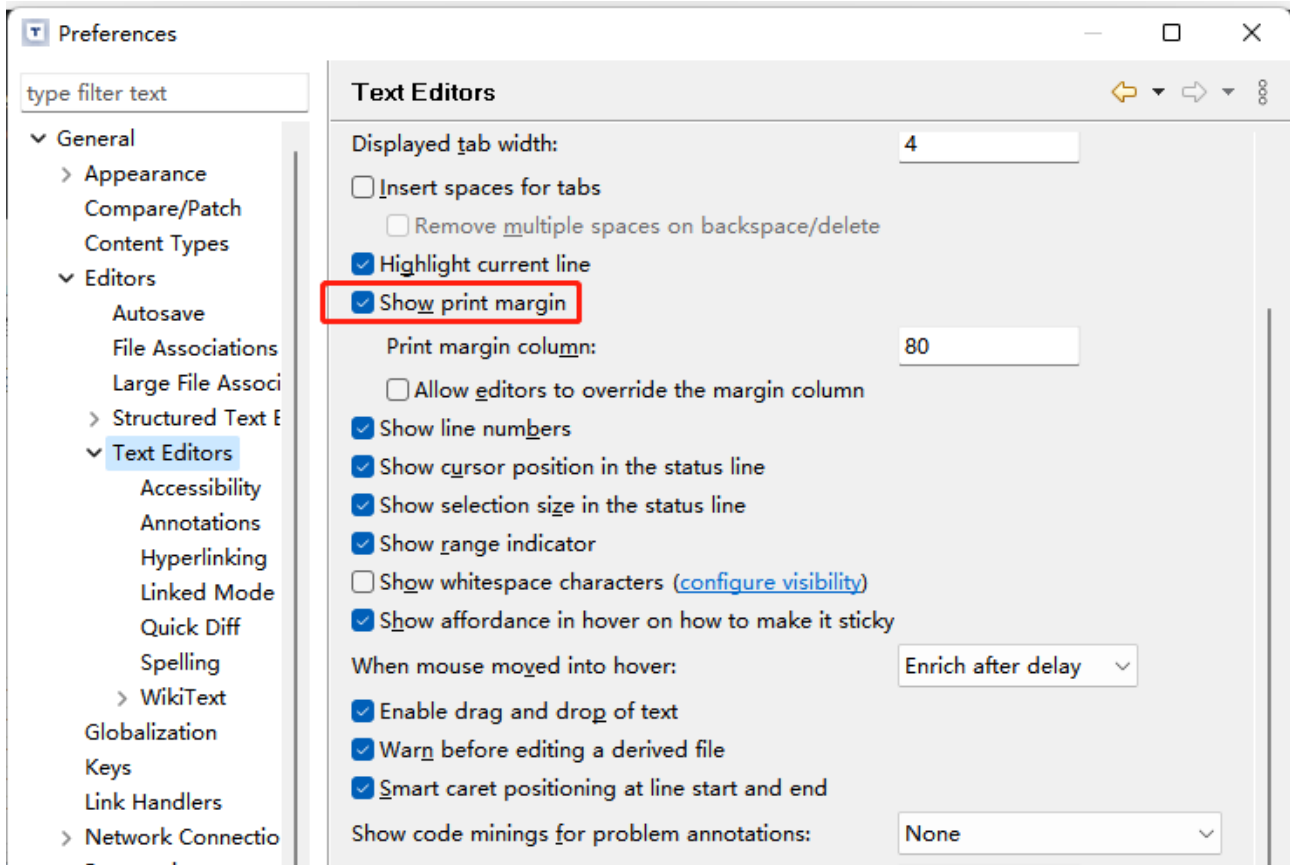 T Preferences
type filter text
General
Appearance
Compare/Patch
Content Types
Editors
Autosave
File Associations
Large File Associ
Structured Text E
Text Editors
Accessibility
Annotations
Hyperlinking
Linked Mode
Quick Diff
Spelling
WikiText
Globalization
Keys
Link Handlers
Network Connectio
Text Editors
Displayed tab width: 4
Insert spaces for tabs
Remove multiple spaces on backspace/delete
Highlight current line
Show print margin
Print margin column: 80
Allow editors to override the margin column
Show line numbers
Show cursor position in the status line
Show selection size in the status line
Show range indicator
Show whitespace characters (configure visibility)
Show affordance in hover on how to make it sticky
When mouse moved into hover: Enrich after delay
Enable drag and drop of text
Warn before editing a derived file
Smart caret positioning at line start and end
Show code minings for problem annotations: None